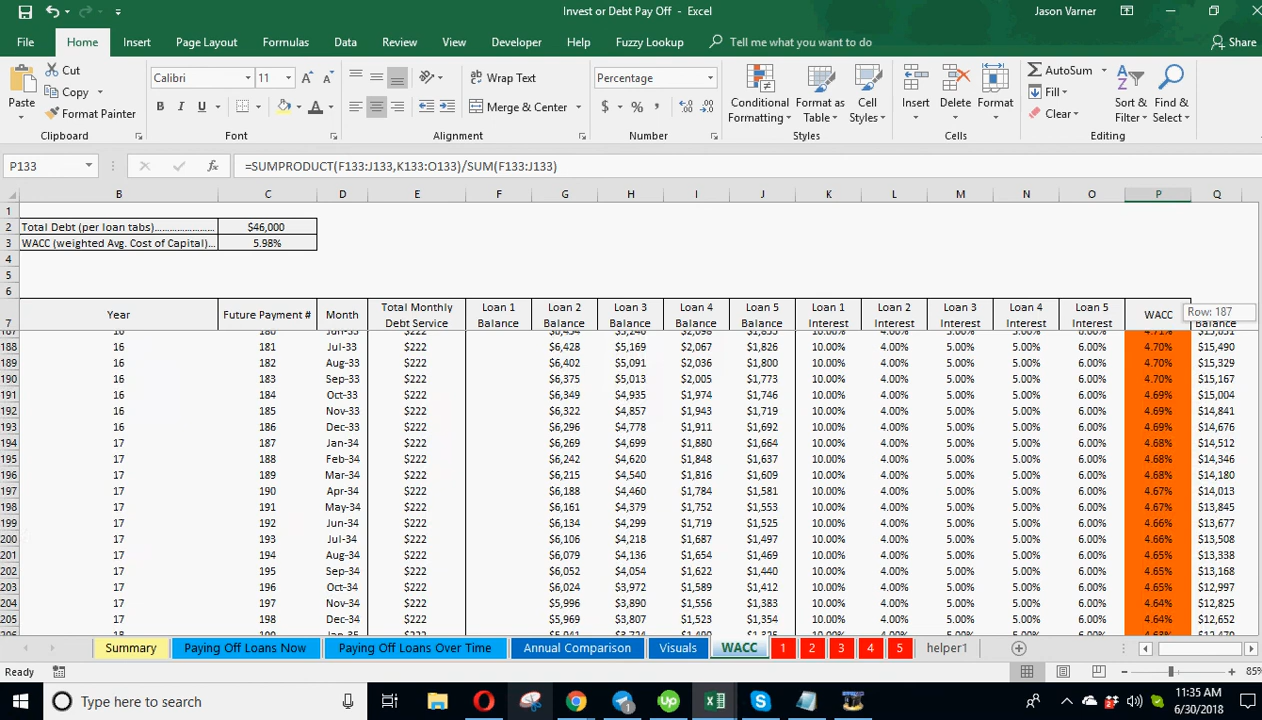 Invest or Debt Pay Off - Excel
Jason Varner
File Home Insert Page Layout Formulas Data Review View Developer Help Fuzzy Lookup Tell me what you want to do Share
Paste
Cut
Copy
Format Painter
Clipboard
Calibri 11
B I U
Font
Wrap Text
Merge & Center
Alignment
Percentage
$ % ,
Number
Conditional Formatting
Format as Table
Cell Styles
Styles
Insert Delete Format
Cells
AutoSum
Fill
Clear
Sort & Filter
Find & Select
Editing
P133 =SUMPRODUCT(F133:J133,K133:O133)/SUM(F133:J133)
B C D E F G H I J K L M N O P Q
1
2 Total Debt (per loan tabs)........................ $46,000
3 WACC (weighted Avg. Cost of Capital)... 5.98%
4
5
6
7 Year Future Payment # Month Total Monthly Debt Service Loan 1 Balance Loan 2 Balance Loan 3 Balance Loan 4 Balance Loan 5 Balance Loan 1 Interest Loan 2 Interest Loan 3 Interest Loan 4 Interest Loan 5 Interest WACC Balance
Row: 187
188 16 181 Jul-33 $222 $6,428 $5,169 $2,067 $1,826 10.00% 4.00% 5.00% 5.00% 6.00% 4.70% $15,490
189 16 182 Aug-33 $222 $6,402 $5,091 $2,036 $1,800 10.00% 4.00% 5.00% 5.00% 6.00% 4.70% $15,329
190 16 183 Sep-33 $222 $6,375 $5,013 $2,005 $1,773 10.00% 4.00% 5.00% 5.00% 6.00% 4.70% $15,167
191 16 184 Oct-33 $222 $6,349 $4,935 $1,974 $1,746 10.00% 4.00% 5.00% 5.00% 6.00% 4.69% $15,004
192 16 185 Nov-33 $222 $6,322 $4,857 $1,943 $1,719 10.00% 4.00% 5.00% 5.00% 6.00% 4.69% $14,841
193 16 186 Dec-33 $222 $6,296 $4,778 $1,911 $1,692 10.00% 4.00% 5.00% 5.00% 6.00% 4.69% $14,676
194 17 187 Jan-34 $222 $6,269 $4,699 $1,880 $1,664 10.00% 4.00% 5.00% 5.00% 6.00% 4.68% $14,512
195 17 188 Feb-34 $222 $6,242 $4,620 $1,848 $1,637 10.00% 4.00% 5.00% 5.00% 6.00% 4.68% $14,346
196 17 189 Mar-34 $222 $6,215 $4,540 $1,816 $1,609 10.00% 4.00% 5.00% 5.00% 6.00% 4.68% $14,180
197 17 190 Apr-34 $222 $6,188 $4,460 $1,784 $1,581 10.00% 4.00% 5.00% 5.00% 6.00% 4.67% $14,013
198 17 191 May-34 $222 $6,161 $4,379 $1,752 $1,553 10.00% 4.00% 5.00% 5.00% 6.00% 4.67% $13,845
199 17 192 Jun-34 $222 $6,134 $4,299 $1,719 $1,525 10.00% 4.00% 5.00% 5.00% 6.00% 4.66% $13,677
200 17 193 Jul-34 $222 $6,106 $4,218 $1,687 $1,497 10.00% 4.00% 5.00% 5.00% 6.00% 4.66% $13,508
201 17 194 Aug-34 $222 $6,079 $4,136 $1,654 $1,469 10.00% 4.00% 5.00% 5.00% 6.00% 4.65% $13,338
202 17 195 Sep-34 $222 $6,052 $4,054 $1,622 $1,440 10.00% 4.00% 5.00% 5.00% 6.00% 4.65% $13,168
203 17 196 Oct-34 $222 $6,024 $3,972 $1,589 $1,412 10.00% 4.00% 5.00% 5.00% 6.00% 4.65% $12,997
204 17 197 Nov-34 $222 $5,996 $3,890 $1,556 $1,383 10.00% 4.00% 5.00% 5.00% 6.00% 4.64% $12,825
205 17 198 Dec-34 $222 $5,969 $3,807 $1,523 $1,354 10.00% 4.00% 5.00% 5.00% 6.00% 4.64% $12,652
Summary Paying Off Loans Now Paying Off Loans Over Time Annual Comparison Visuals WACC 1 2 3 4 5 helper1
Ready 85%
Type here to search
11:35 AM
6/30/2018